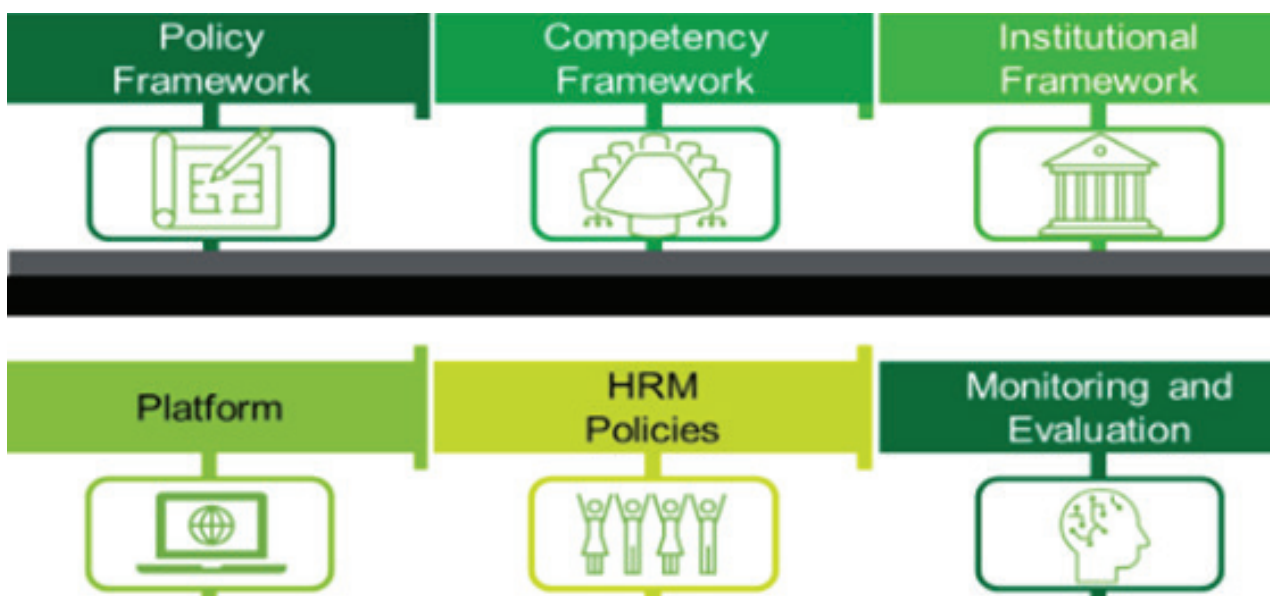 Policy
Framework
Competency
Framework
Institutional
Framework
Platform
HRM
Policies
Monitoring and
Evaluation